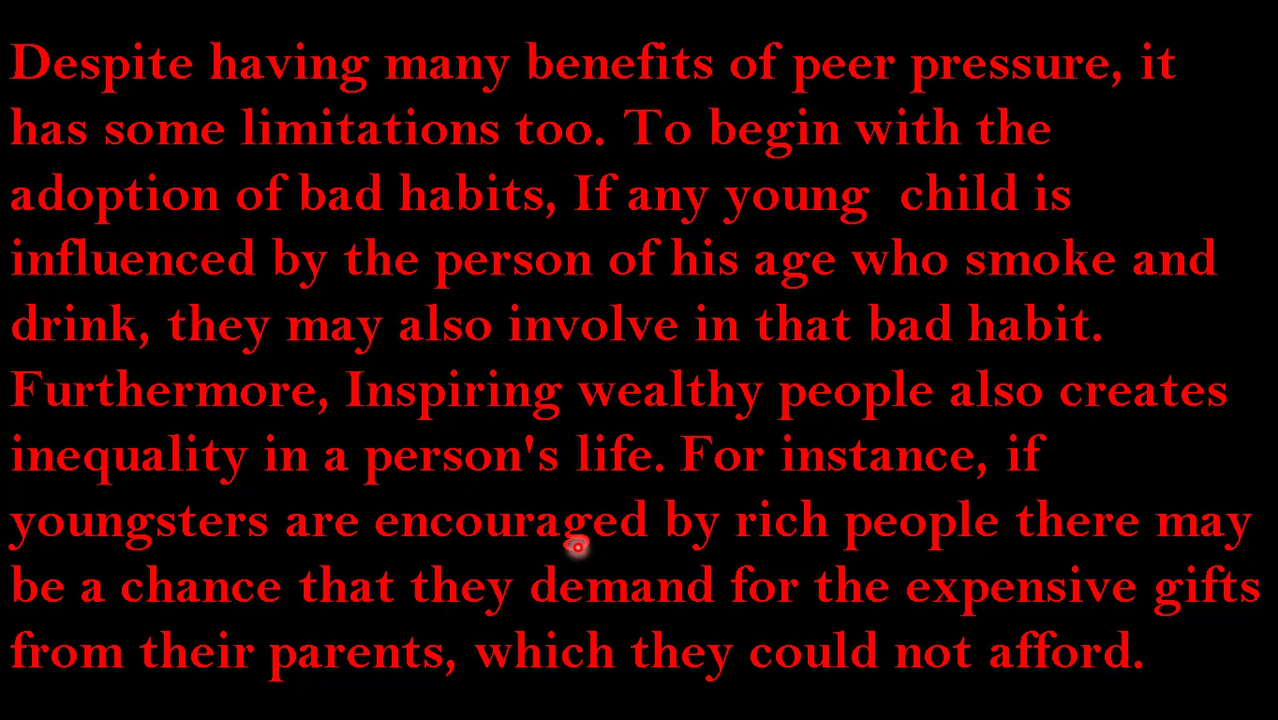 Despite having many benefits of peer pressure, it
has some limitations too. To begin with the
adoption of bad habits, If any young  child is
influenced by the person of his age who smoke and
drink, they may also involve in that bad habit.
Furthermore, Inspiring wealthy people also creates
inequality in a person's life. For instance, if
youngsters are encouraged by rich people there may
be a chance that they demand for the expensive gifts
from their parents, which they could not afford.